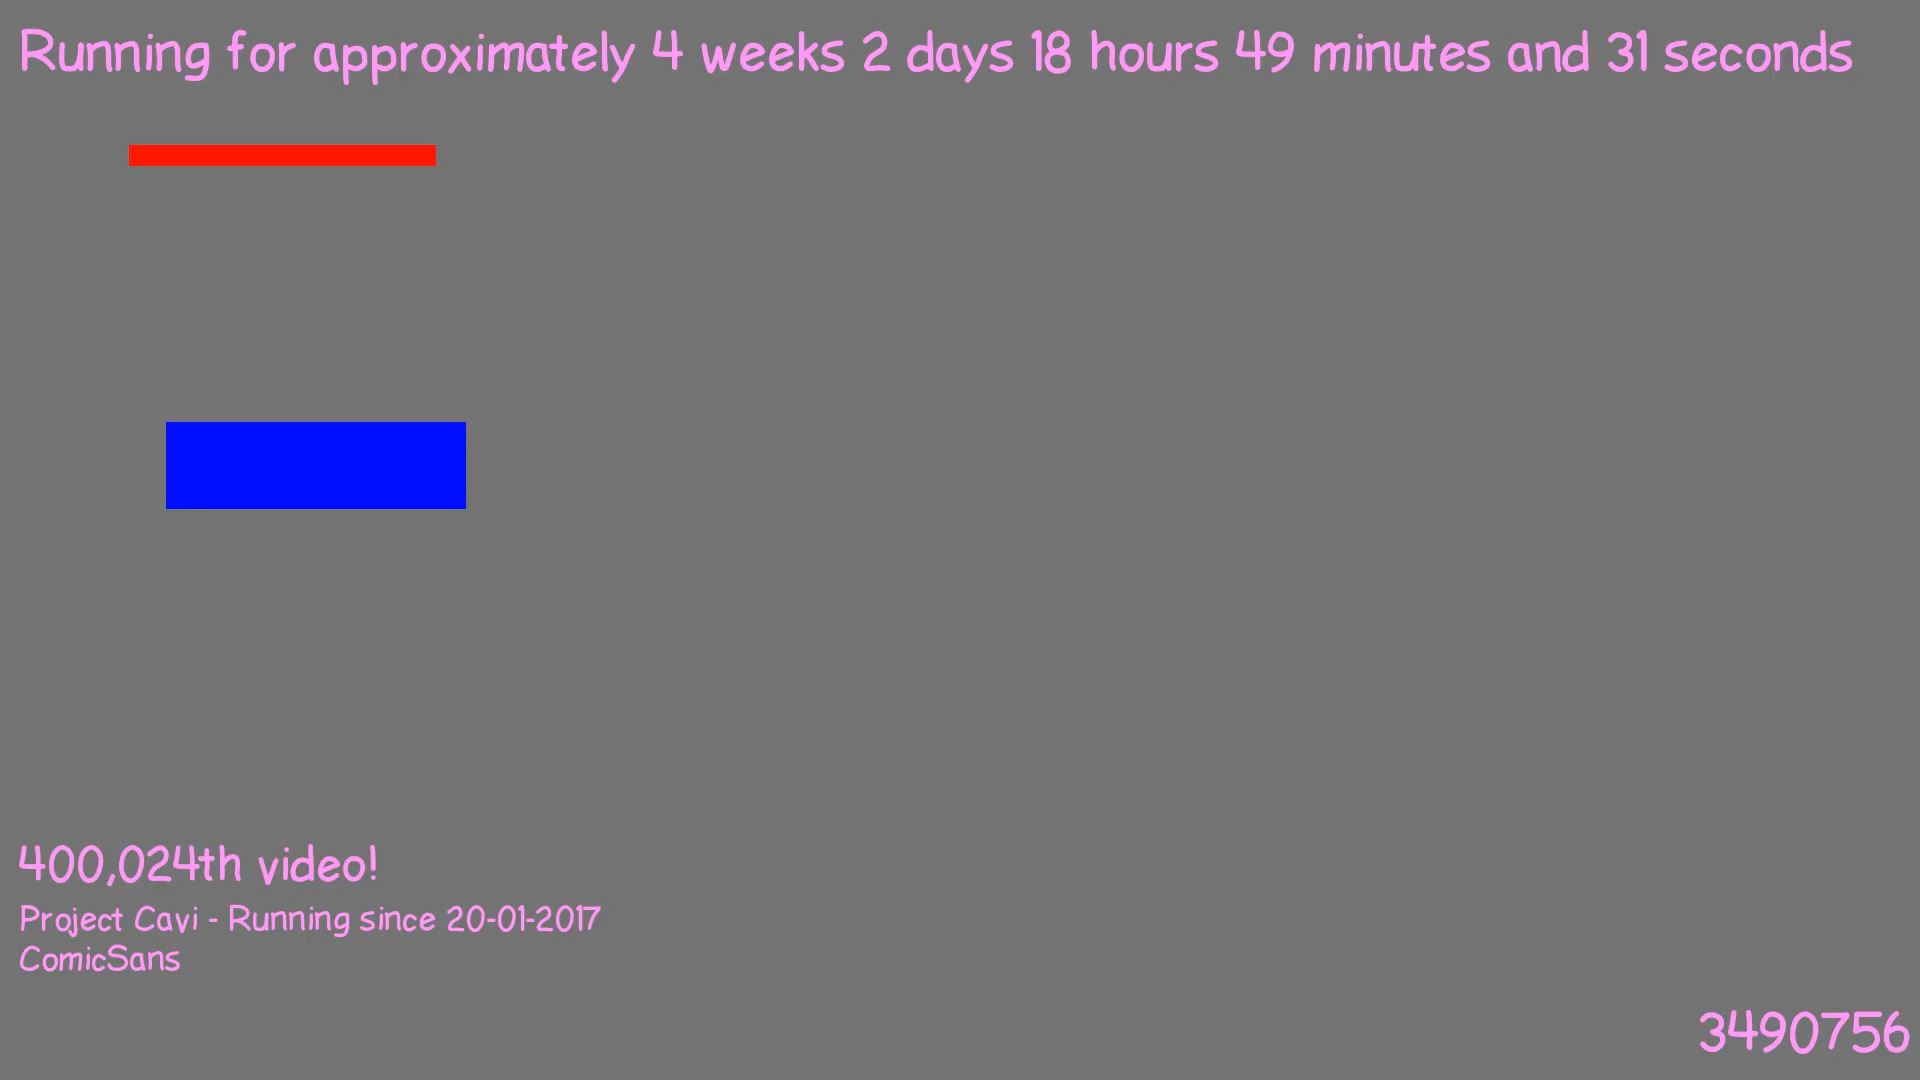 Running for approximately 4 weeks 2 days 18 hours 49 minutes and 31 seconds
400,024th video!
Project Cavi - Running since 20-01-2017
ComicSans
3490756